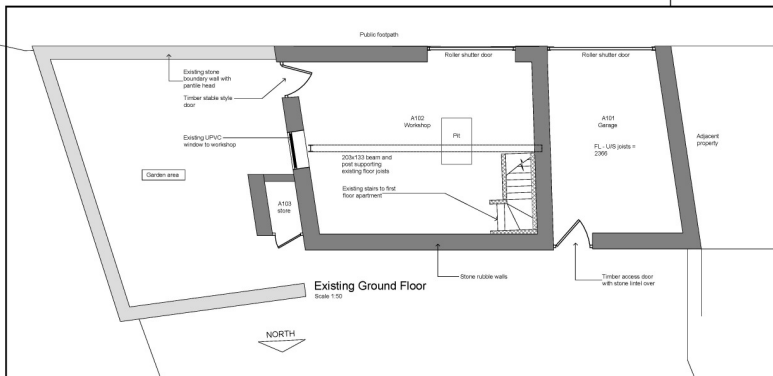 Public footpath
Roller shutter door
Roller shutter door
Existing stone
boundary wall with
pantile head
Timber stable style
door
A102
Workshop
Pit
A101
Garage
FL - U/S joists =
2366
Adjacent
property
Existing UPVC
window to workshop
203x133 beam and
post supporting
existing floor joists
Garden area
Existing stairs to first
floor apartment
A103
store
Stone rubble walls
Timber access door
with stone lintel over
Existing Ground Floor
Scale 1:50
NORTH